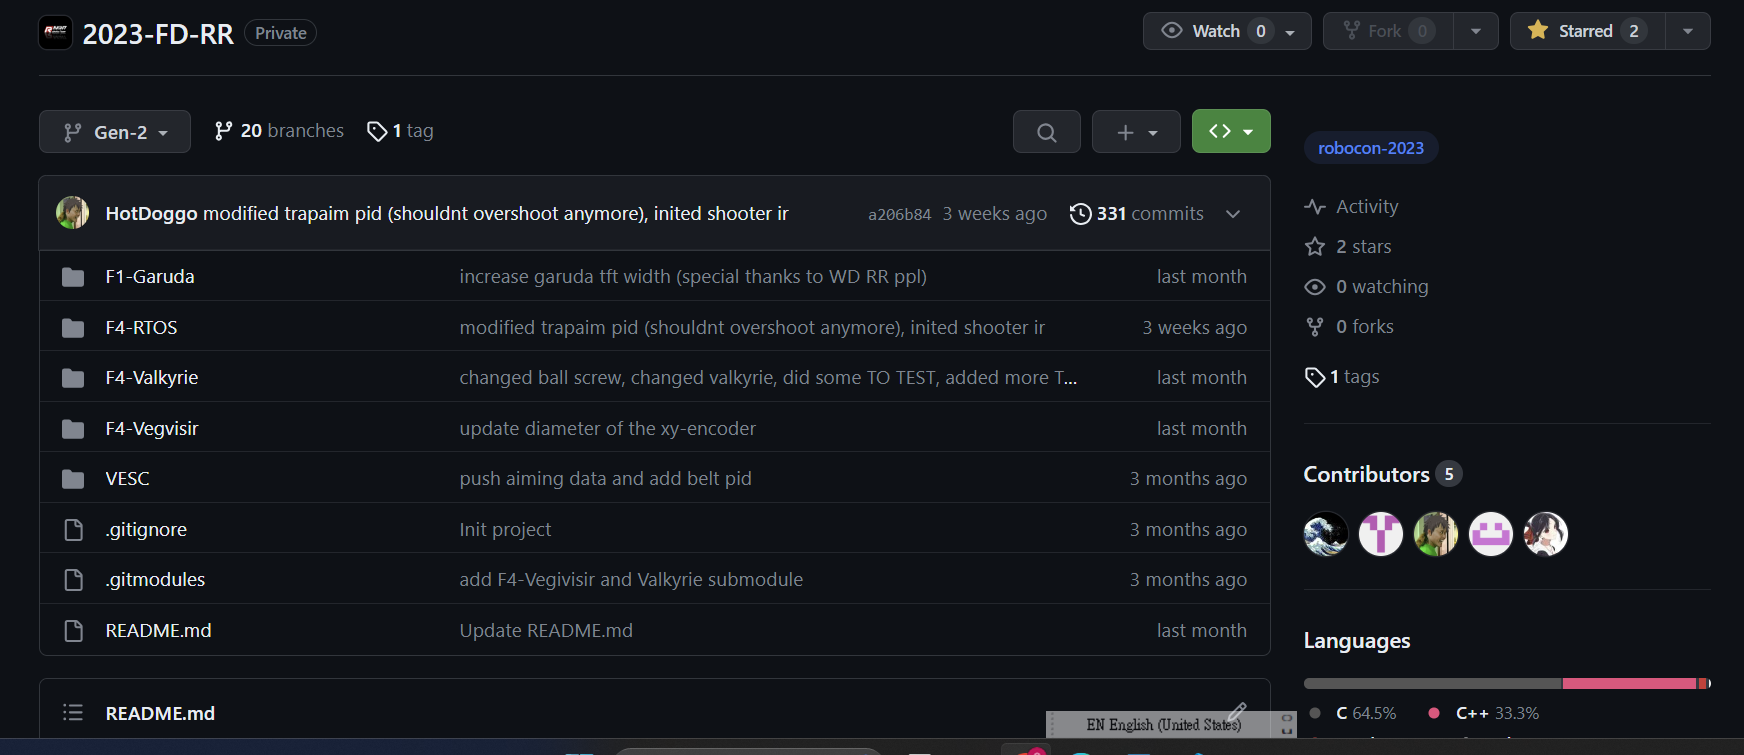 2023-FD-RR Private
Watch 0 Fork 0 Starred 2
Gen-2 20 branches 1 tag
HotDoggo modified trapaim pid (shouldnt overshoot anymore), inited shooter ir a206b84 3 weeks ago 331 commits
F1-Garuda increase garuda tft width (special thanks to WD RR ppl) last month
F4-RTOS modified trapaim pid (shouldnt overshoot anymore), inited shooter ir 3 weeks ago
F4-Valkyrie changed ball screw, changed valkyrie, did some TO TEST, added more T... last month
F4-Vegvisir update diameter of the xy-encoder last month
VESC push aiming data and add belt pid 3 months ago
.gitignore Init project 3 months ago
.gitmodules add F4-Vegivisir and Valkyrie submodule 3 months ago
README.md Update README.md last month
README.md
robocon-2023
Activity
2 stars
0 watching
0 forks
1 tags
Contributors 5
Languages
C 64.5% C++ 33.3%
EN English (United States)